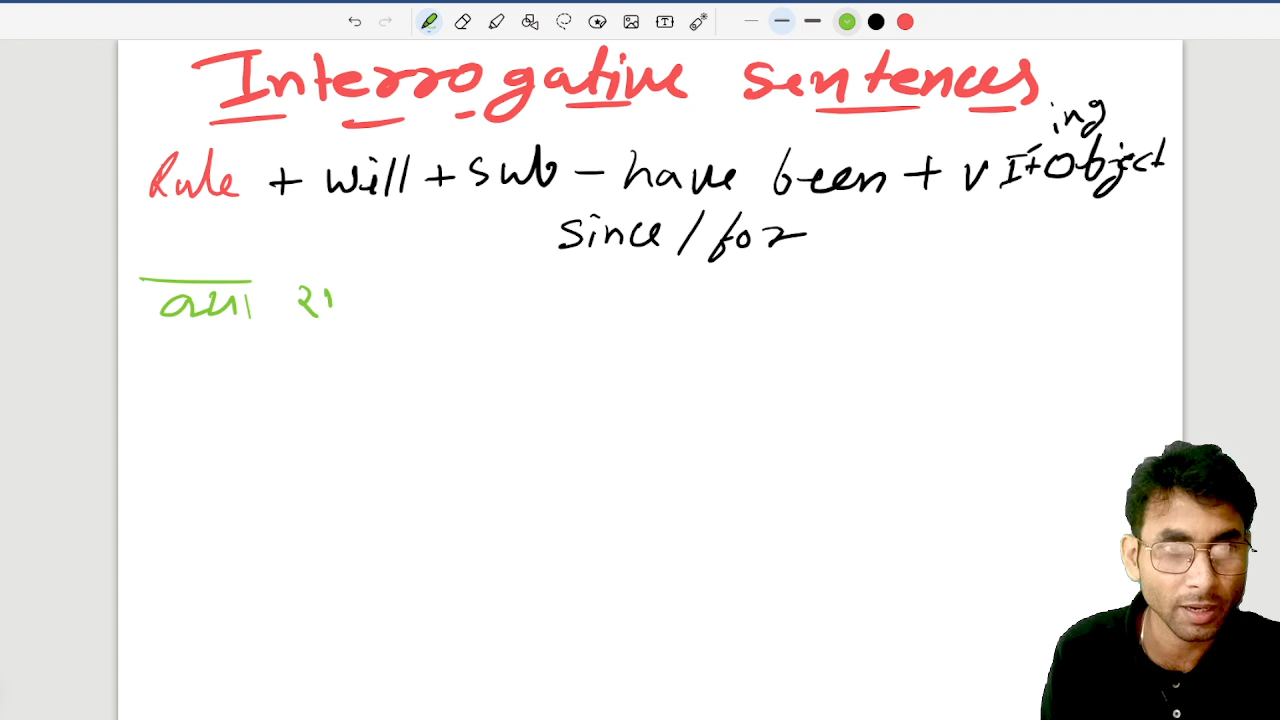 Interrogative sentences
Rule + will + sub - have been + v I + Object
ing
since / for
क्या